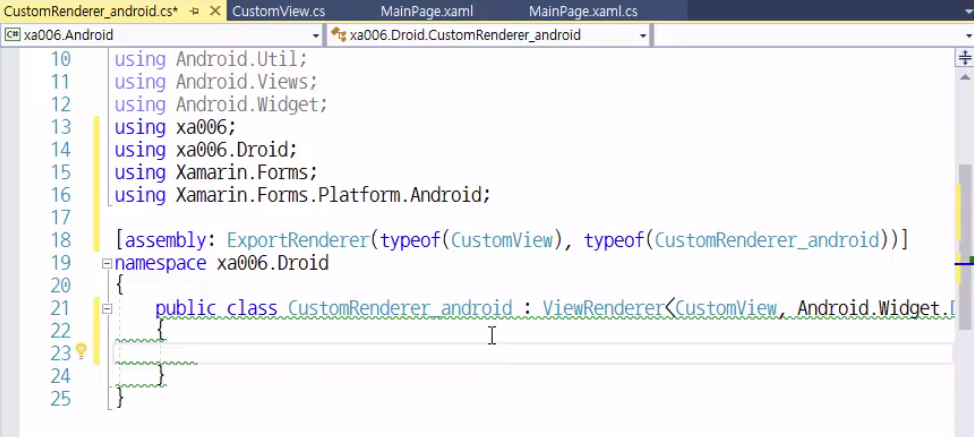 CustomRenderer_android.cs* CustomView.cs MainPage.xaml MainPage.xaml.cs
C# xa006.Android xa006.Droid.CustomRenderer_android
10 using Android.Util;
11 using Android.Views;
12 using Android.Widget;
13 using xa006;
14 using xa006.Droid;
15 using Xamarin.Forms;
16 using Xamarin.Forms.Platform.Android;
17
18 [assembly: ExportRenderer(typeof(CustomView), typeof(CustomRenderer_android))]
19 namespace xa006.Droid
20 {
21 public class CustomRenderer_android : ViewRenderer<CustomView, Android.Widget.
22 {
23
24 }
25 }